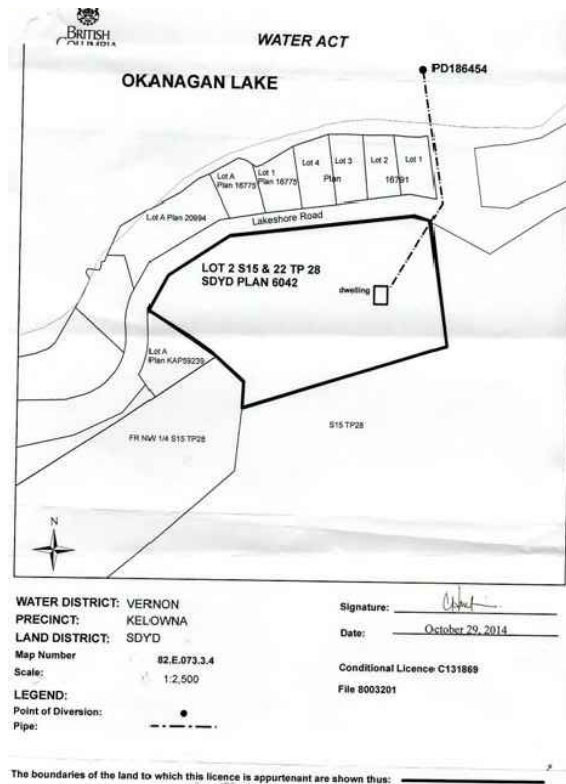 BRITISH
COLUMBIA
WATER ACT
OKANAGAN LAKE
PD186454
Lot A
Plan 16775
Lot 1
Plan 16775
Lot 4
Lot 3
Lot 2
Lot 1
Plan
16791
Lot A Plan 20994
Lakeshore Road
LOT 2 S15 & 22 TP 28
SDYD PLAN 6042
dwelling
Lot A
Plan KAP59239
FR NW 1/4 S15 TP28
S15 TP28
N
WATER DISTRICT: VERNON
PRECINCT: KELOWNA
LAND DISTRICT: SDYD
Map Number 82.E.073.3.4
Scale: 1:2,500
LEGEND:
Point of Diversion:
Pipe:
Signature:
Date: October 29, 2014
Conditional Licence C131869
File 8003201
The boundaries of the land to which this licence is appurtenant are shown thus: